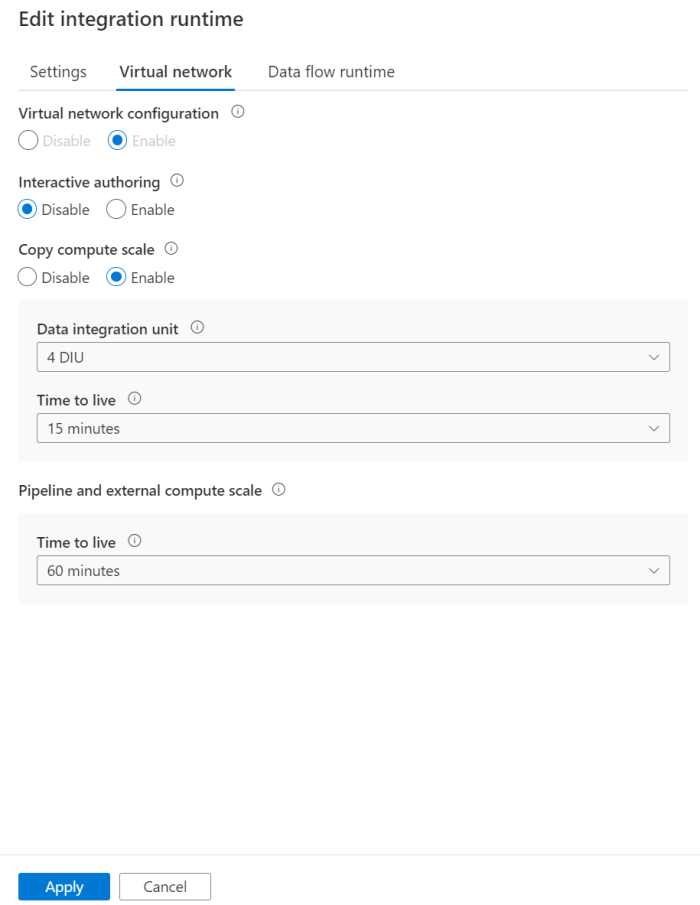 Edit integration runtime
Settings Virtual network Data flow runtime
Virtual network configuration
Disable Enable
Interactive authoring
Disable Enable
Copy compute scale
Disable Enable
Data integration unit
4 DIU
Time to live
15 minutes
Pipeline and external compute scale
Time to live
60 minutes
Apply Cancel